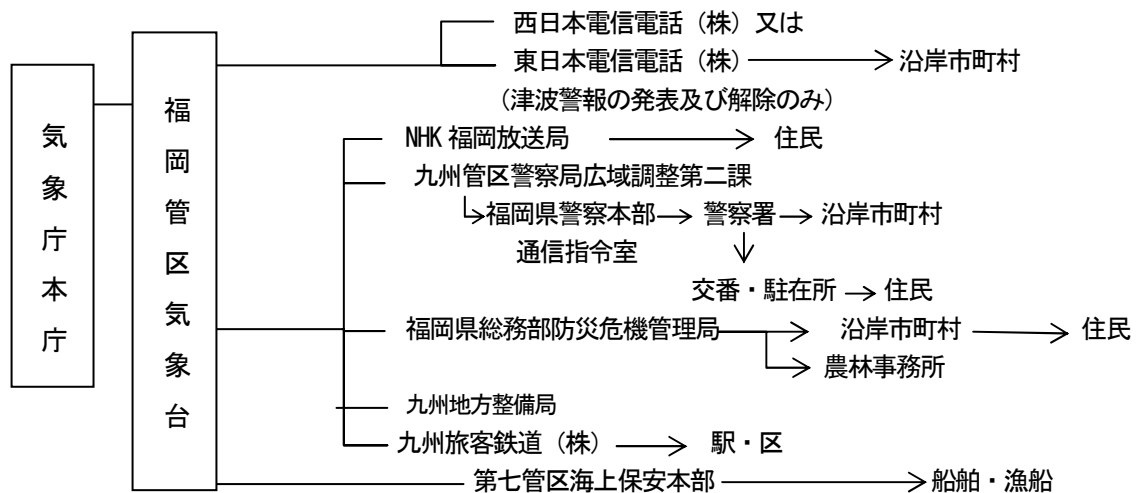 気象庁本庁
福岡管区気象台
西日本電信電話（株）又は
東日本電信電話（株） 沿岸市町村
（津波警報の発表及び解除のみ）
NHK福岡放送局 住民
九州管区警察局広域調整第二課
福岡県警察本部 警察署 沿岸市町村
通信指令室
交番・駐在所 住民
福岡県総務部防災危機管理局 沿岸市町村 住民
農林事務所
九州地方整備局
九州旅客鉄道（株） 駅・区
第七管区海上保安本部 船舶・漁船